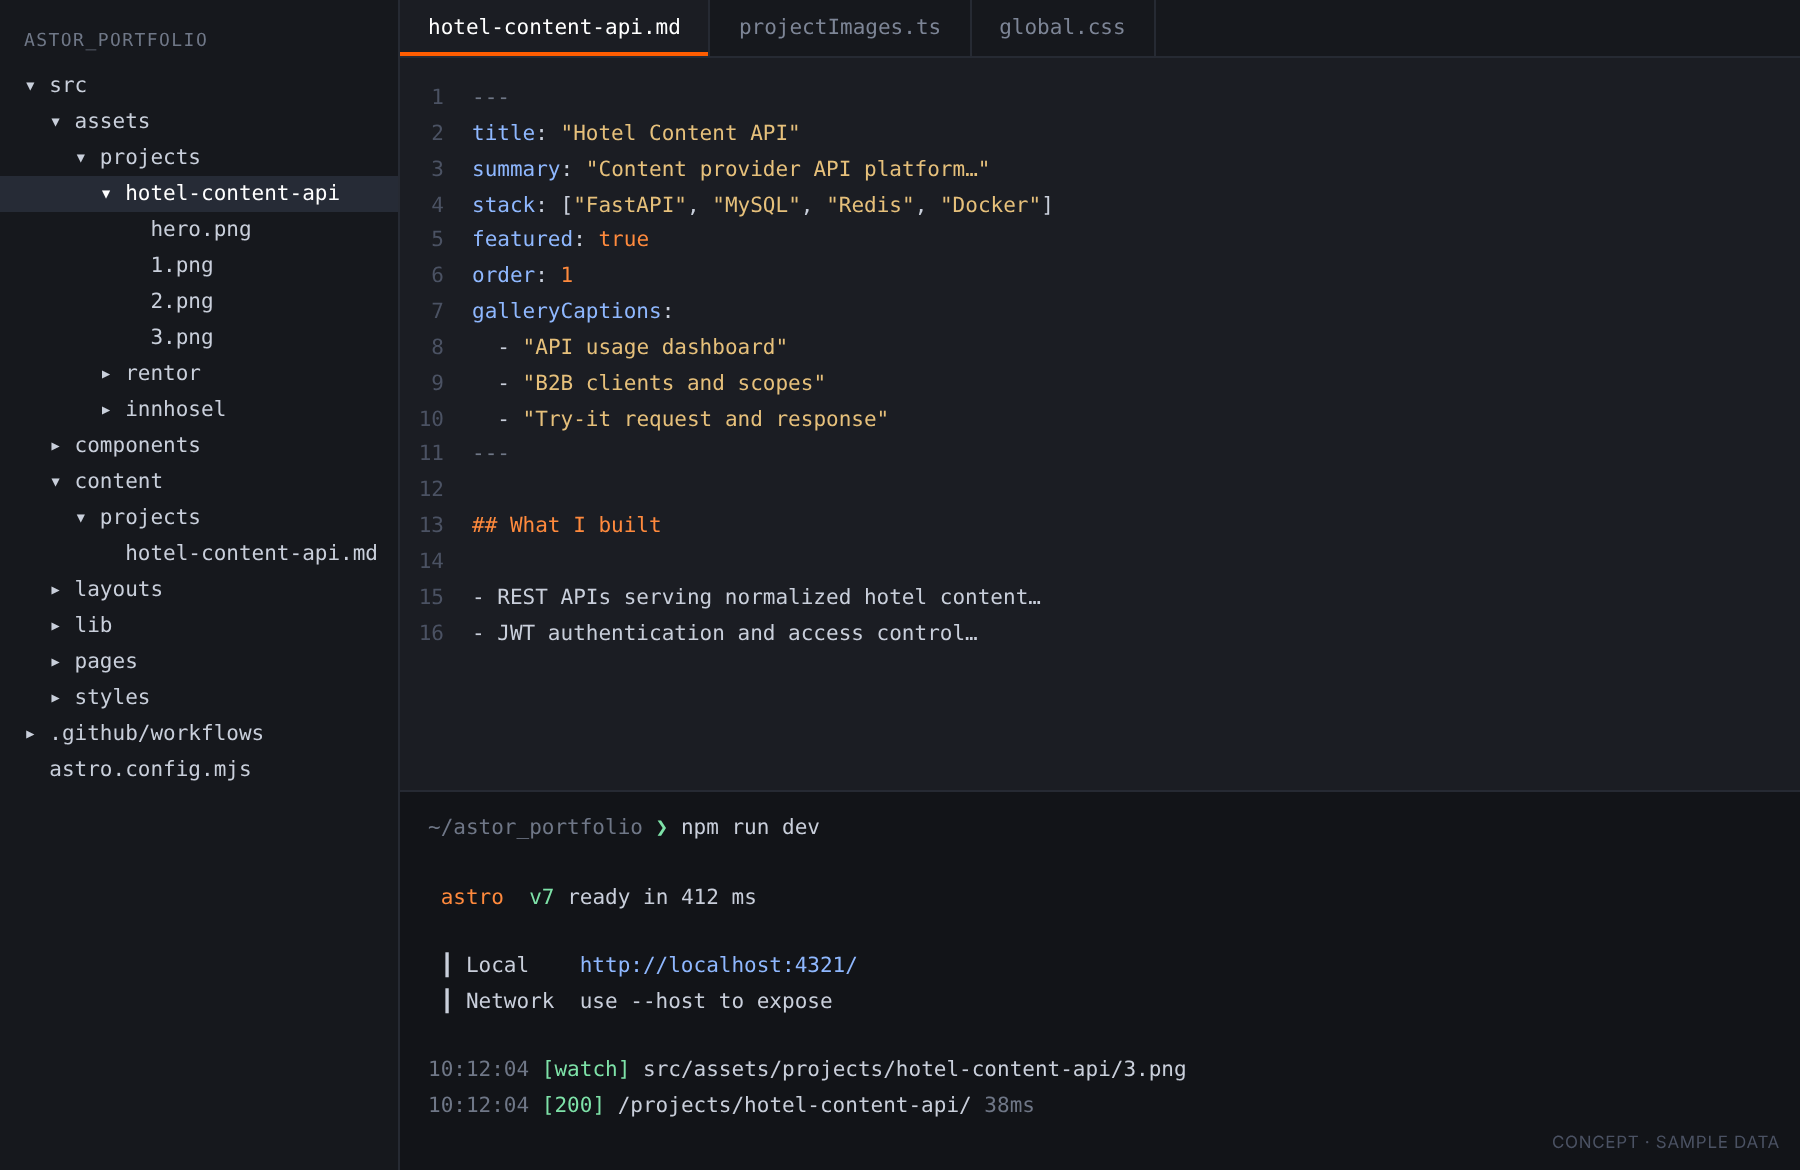 ASTOR_PORTFOLIO
▾ src
▾ assets
▾ projects
▾ hotel-content-api
hero.png
1.png
2.png
3.png
▸ rentor
▸ innhosel
▸ components
▾ content
▾ projects
hotel-content-api.md
▸ layouts
▸ lib
▸ pages
▸ styles
▸ .github/workflows
astro.config.mjs
hotel-content-api.md projectImages.ts global.css
1 ---
2 title: "Hotel Content API"
3 summary: "Content provider API platform…"
4 stack: ["FastAPI", "MySQL", "Redis", "Docker"]
5 featured: true
6 order: 1
7 galleryCaptions:
8 - "API usage dashboard"
9 - "B2B clients and scopes"
10 - "Try-it request and response"
11 ---
12
13 ## What I built
14
15 - REST APIs serving normalized hotel content…
16 - JWT authentication and access control…
~/astor_portfolio ❯ npm run dev
astro v7 ready in 412 ms
┃ Local http://localhost:4321/
┃ Network use --host to expose
10:12:04 [watch] src/assets/projects/hotel-content-api/3.png
10:12:04 [200] /projects/hotel-content-api/ 38ms
CONCEPT · SAMPLE DATA